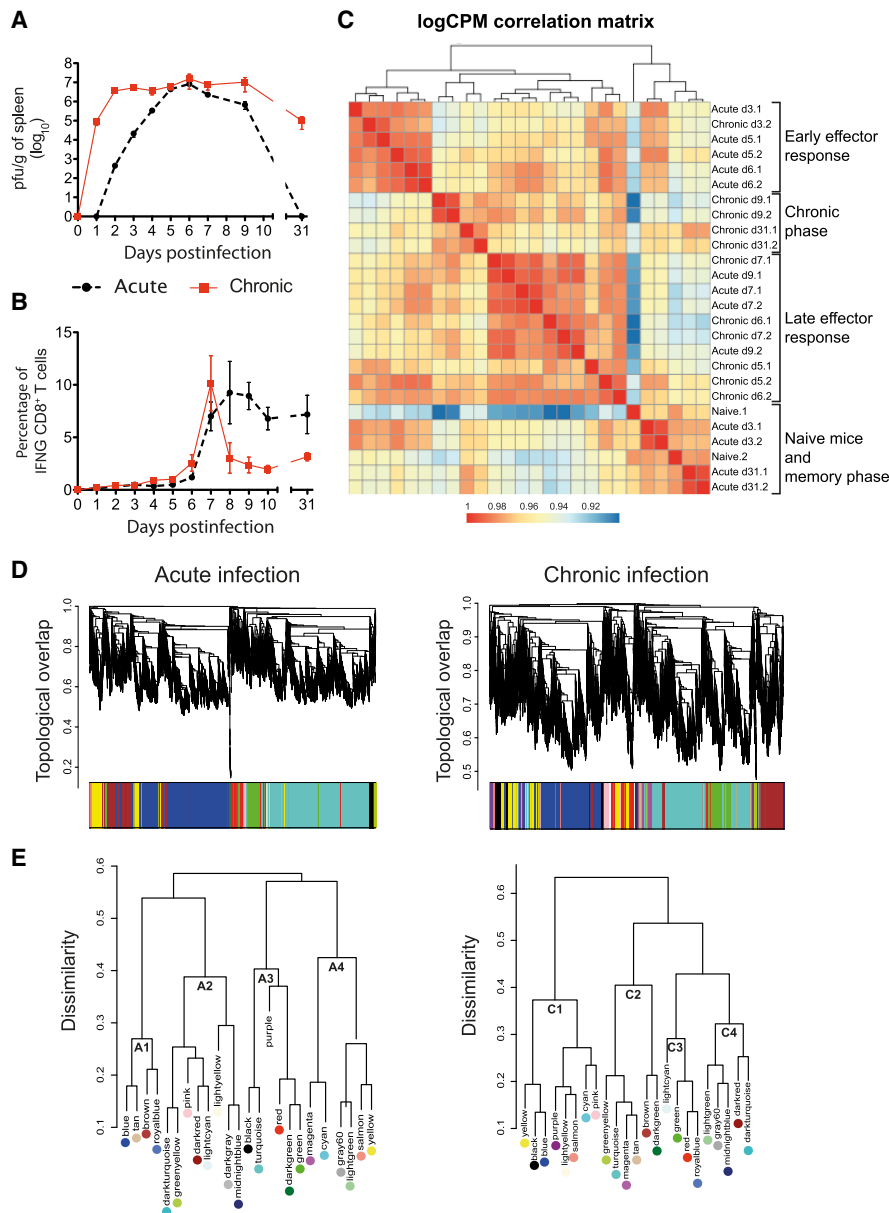 A
pfu/g of spleen
(log10)
8
7
6
5
4
3
2
1
0
0 1 2 3 4 5 6 7 8 9 10 31
Days postinfection
Acute Chronic
B
Percentage of
IFNG CD8+ T cells
15
10
5
0
0 1 2 3 4 5 6 7 8 9 10 31
Days postinfection
C
logCPM correlation matrix
Acute d3.1
Chronic d3.2
Acute d5.1
Acute d5.2
Acute d6.1
Acute d6.2
Chronic d9.1
Chronic d9.2
Chronic d31.1
Chronic d31.2
Chronic d7.1
Acute d9.1
Acute d7.1
Acute d7.2
Chronic d6.1
Chronic d7.2
Acute d9.2
Chronic d5.1
Chronic d5.2
Chronic d6.2
Naive.1
Acute d3.1
Acute d3.2
Naive.2
Acute d31.1
Acute d31.2
Early effector
response
Chronic
phase
Late effector
response
Naive mice
and
memory phase
1 0.98 0.96 0.94 0.92
D
Acute infection
Topological overlap
1.0
0.8
0.6
0.4
0.2
Chronic infection
Topological overlap
1.0
0.9
0.8
0.7
0.6
0.5
E
Dissimilarity
0.6
0.5
0.4
0.3
0.2
0.1
A1
A2
A3
A4
blue
tan
brown
royalblue
darkturquoise
greenyellow
pink
darkred
lightcyan
lightyellow
darkgray
midnightblue
black
turquoise
purple
red
darkgreen
green
magenta
cyan
gray60
lightgreen
salmon
yellow
Dissimilarity
0.6
0.5
0.4
0.3
0.2
0.1
C1
C2
C3
C4
yellow
black
blue
purple
lightyellow
salmon
cyan
pink
greenyellow
turquoise
magenta
tan
brown
darkgreen
lightcyan
green
red
royalblue
lightgreen
gray60
midnightblue
darkred
darkturquoise